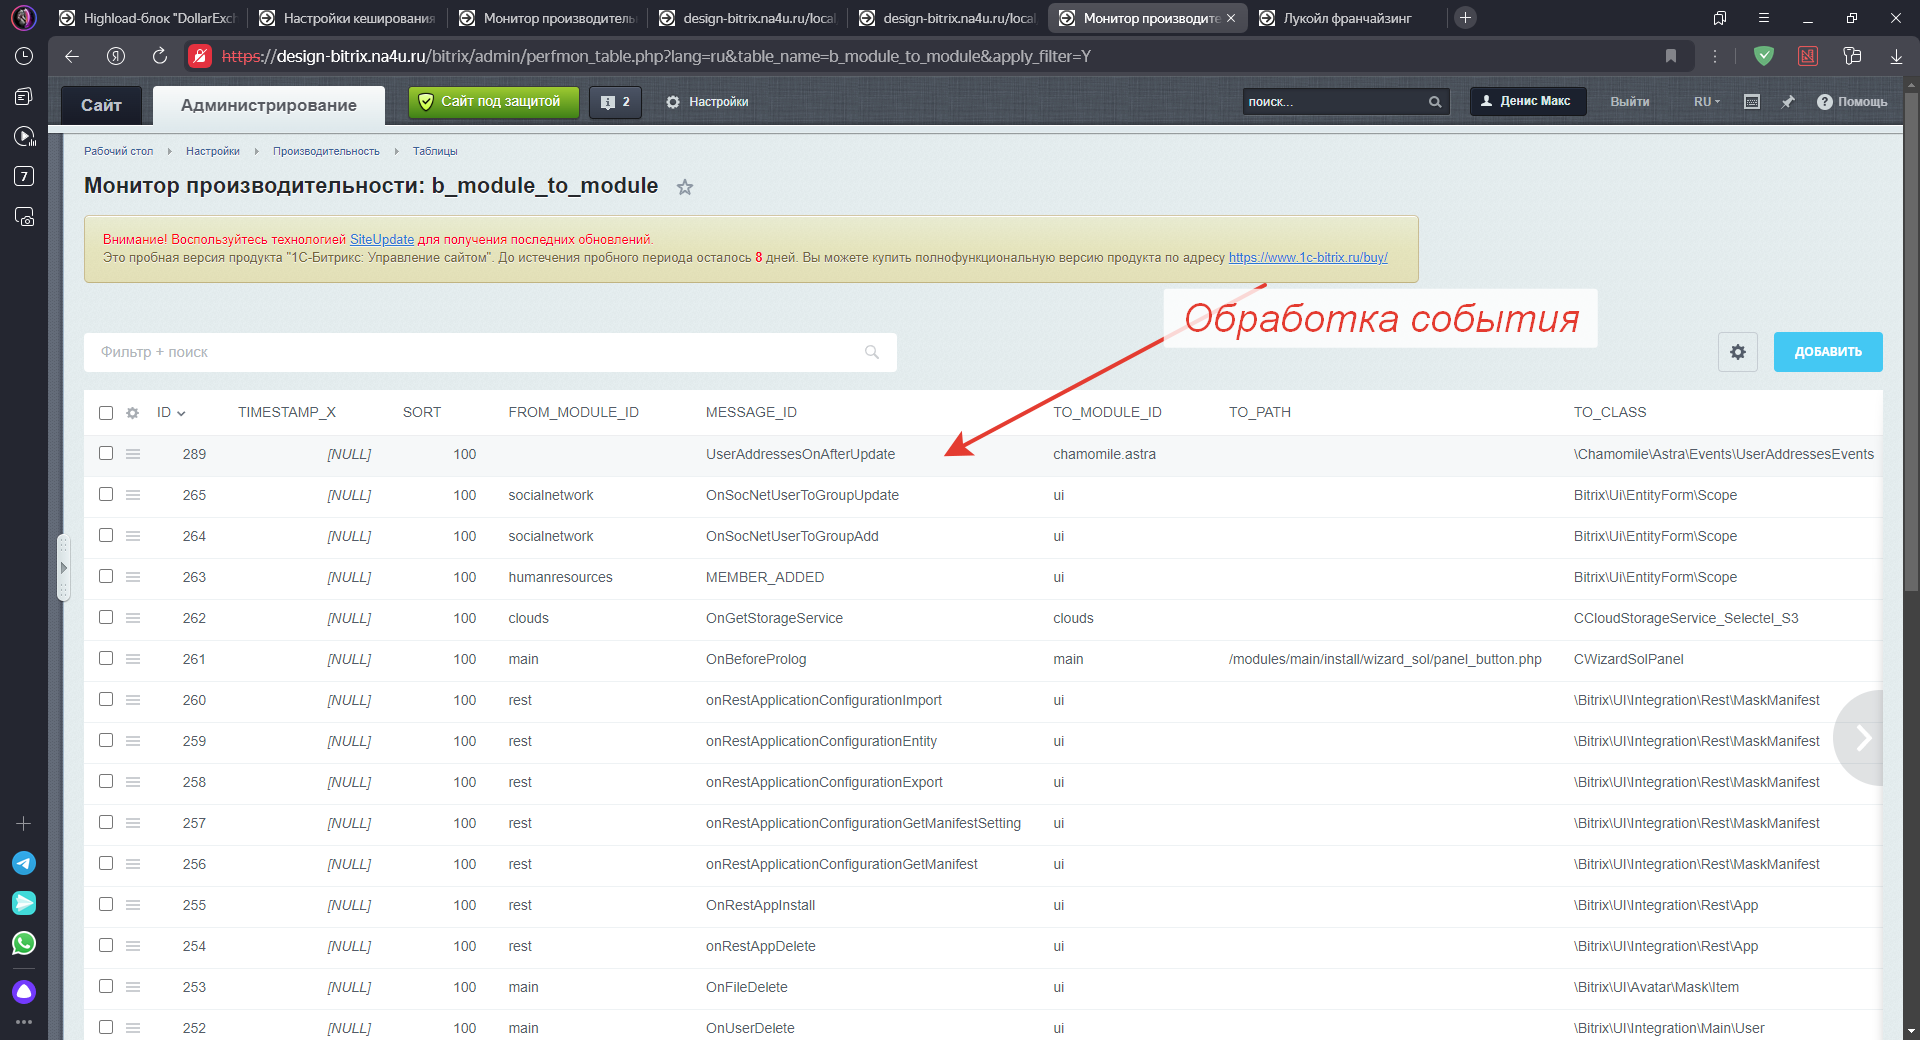 Highload-блок "DollarExch
Настройки кеширования
Монитор производитель
design-bitrix.na4u.ru/local
design-bitrix.na4u.ru/local
Монитор производите
Лукойл франчайзинг
https://design-bitrix.na4u.ru/bitrix/admin/perfmon_table.php?lang=ru&table_name=b_module_to_module&apply_filter=Y
7
Сайт
Администрирование
Сайт под защитой
2
Настройки
поиск...
Денис Макс
Выйти
RU
Помощь
Рабочий стол
Настройки
Производительность
Таблицы
Монитор производительности: b_module_to_module
Внимание! Воспользуйтесь технологией SiteUpdate для получения последних обновлений.
Это пробная версия продукта "1С-Битрикс: Управление сайтом". До истечения пробного периода осталось 8 дней. Вы можете купить полнофункциональную версию продукта по адресу https://www.1c-bitrix.ru/buy/
Обработка события
Фильтр + поиск
ДОБАВИТЬ
ID TIMESTAMP_X SORT FROM_MODULE_ID MESSAGE_ID TO_MODULE_ID TO_PATH TO_CLASS
289 [NULL] 100 UserAddressesOnAfterUpdate chamomile.astra \Chamomile\Astra\Events\UserAddressesEvents
265 [NULL] 100 socialnetwork OnSocNetUserToGroupUpdate ui Bitrix\Ui\EntityForm\Scope
264 [NULL] 100 socialnetwork OnSocNetUserToGroupAdd ui Bitrix\Ui\EntityForm\Scope
263 [NULL] 100 humanresources MEMBER_ADDED ui Bitrix\Ui\EntityForm\Scope
262 [NULL] 100 clouds OnGetStorageService clouds CCloudStorageService_Selectel_S3
261 [NULL] 100 main OnBeforeProlog main /modules/main/install/wizard_sol/panel_button.php CWizardSolPanel
260 [NULL] 100 rest onRestApplicationConfigurationImport ui \Bitrix\UI\Integration\Rest\MaskManifest
259 [NULL] 100 rest onRestApplicationConfigurationEntity ui \Bitrix\UI\Integration\Rest\MaskManifest
258 [NULL] 100 rest onRestApplicationConfigurationExport ui \Bitrix\UI\Integration\Rest\MaskManifest
257 [NULL] 100 rest onRestApplicationConfigurationGetManifestSetting ui \Bitrix\UI\Integration\Rest\MaskManifest
256 [NULL] 100 rest onRestApplicationConfigurationGetManifest ui \Bitrix\UI\Integration\Rest\MaskManifest
255 [NULL] 100 rest OnRestAppInstall ui \Bitrix\UI\Integration\Rest\App
254 [NULL] 100 rest onRestAppDelete ui \Bitrix\UI\Integration\Rest\App
253 [NULL] 100 main OnFileDelete ui \Bitrix\UI\Avatar\Mask\Item
252 [NULL] 100 main OnUserDelete ui \Bitrix\UI\Integration\Main\User